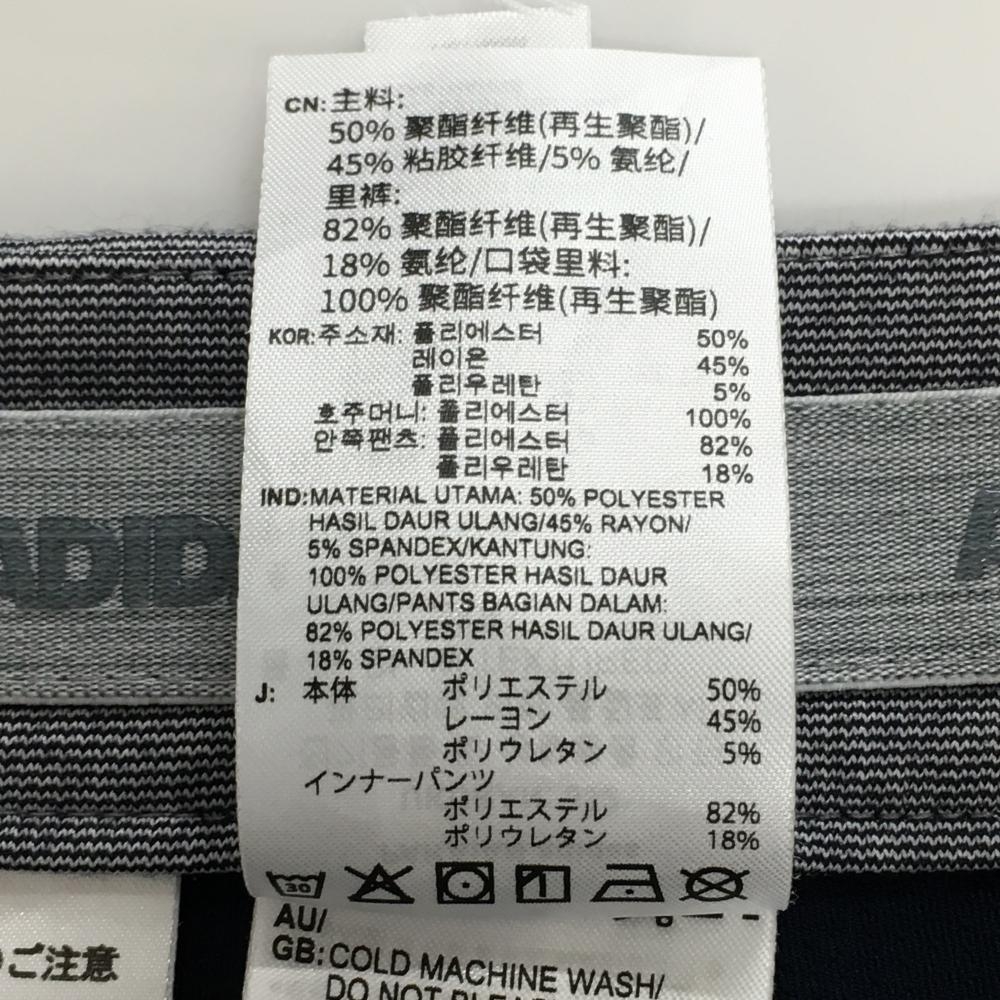 CN: 主料:
50% 聚酯纤维(再生聚酯)/
45% 粘胶纤维/5% 氨纶/
里裤:
82% 聚酯纤维(再生聚酯)/
18% 氨纶/口袋里料:
100% 聚酯纤维(再生聚酯)
KOR: 주소재: 폴리에스터 50%
레이온 45%
폴리우레탄 5%
호주머니: 폴리에스터 100%
안쪽팬츠: 폴리에스터 82%
폴리우레탄 18%
IND: MATERIAL UTAMA: 50% POLYESTER
HASIL DAUR ULANG/45% RAYON/
5% SPANDEX/KANTUNG:
100% POLYESTER HASIL DAUR
ULANG/PANTS BAGIAN DALAM:
82% POLYESTER HASIL DAUR ULANG/
18% SPANDEX
J: 本体 ポリエステル 50%
レーヨン 45%
ポリウレタン 5%
インナーパンツ
ポリエステル 82%
ポリウレタン 18%
30
AU/
GB: COLD MACHINE WASH/
DO NOT
ADID
ご注意